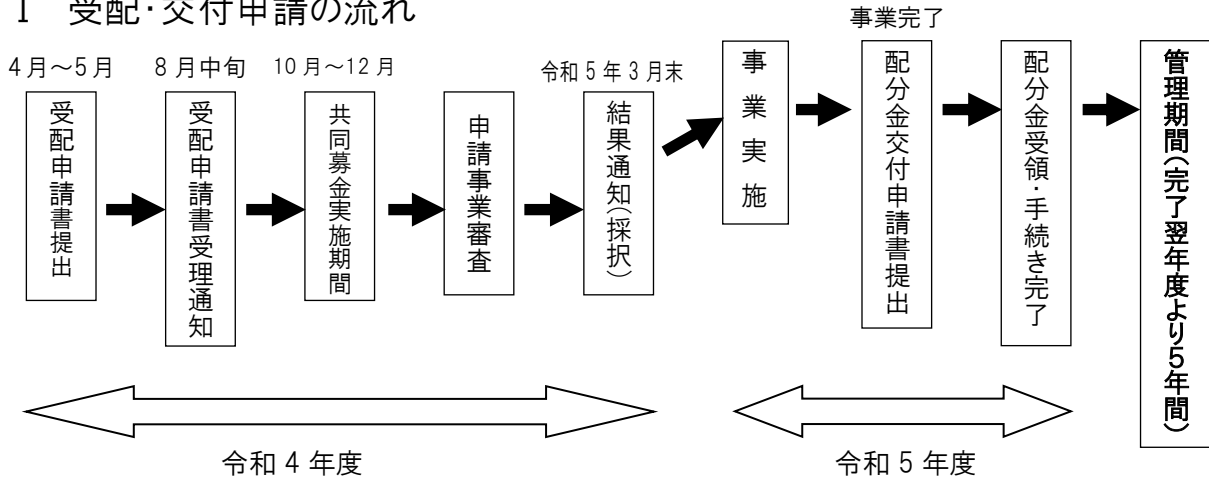 1 受配・交付申請の流れ
4月～5月
受配申請書提出
8月中旬
受配申請書受理通知
10月～12月
共同募金実施期間
申請事業審査
令和5年3月末
結果通知（採択）
事業実施
事業完了
配分金交付申請書提出
配分金受領・手続き完了
管理期間（完了翌年度より5年間）
令和4年度
令和5年度